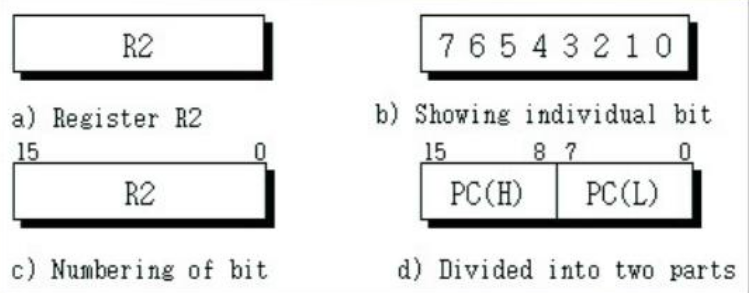 R2
7 6 5 4 3 2 1 0
a) Register R2
b) Showing individual bit
15 0
15 8 7 0
R2
PC(H) PC(L)
c) Numbering of bit
d) Divided into two parts